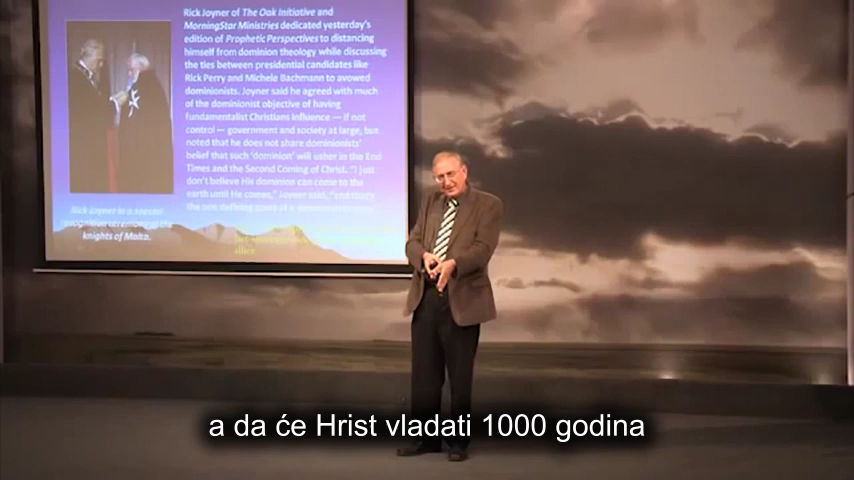 Rick Joyner of The Oak Initiative and
MorningStar Ministries dedicated yesterday's
edition of Prophetic Perspectives to distancing
himself from dominion theology while discussing
the ties between presidential candidates like
Rick Perry and Michele Bachmann to avowed
dominionists. Joyner said he agreed with much
of the dominionist objective of having
fundamentalist Christians influence — if not
control — government and society at large, but
noted that he does not share dominionists'
belief that such 'dominion' will usher in the End
Times and the Second Coming of Christ. "I just
don't believe His dominion can come to the
earth until He comes," Joyner said,
Rick Joyner in a
knights of Malta.
a da će Hrist vladati 1000 godina